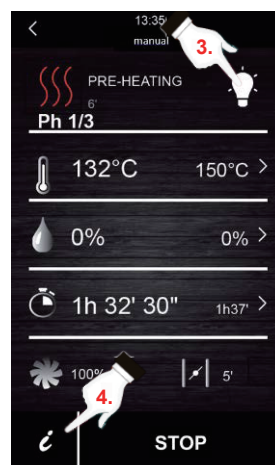 13:35
manual
3.
PRE-HEATING
6'
Ph 1/3
132°C 150°C >
0% 0% >
1h 32' 30" 1h37' >
100% 5'
4.
i STOP